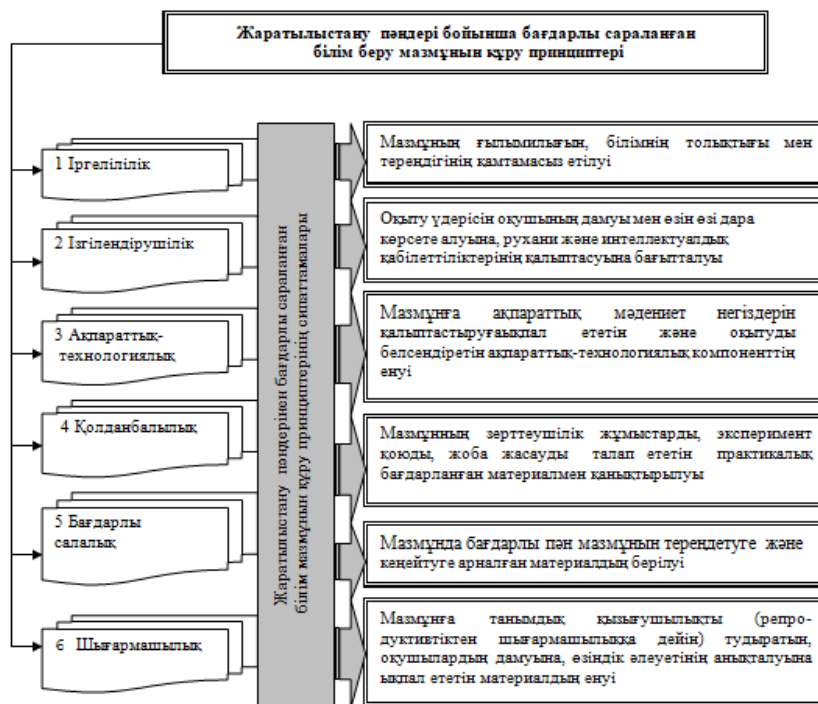 Жаратылыстану пәндері бойынша бағдарлы сараланған
білім беру мазмұнын құру принциптері
1 Іргелілілік
Мазмұның ғылымилығын, білімнің толықтығы мен
тереңдігінің қамтамасыз етілуі
2 Ізгілендірушілік
Оқыту үдерісін оқушының дамуы мен өзін өзі дара
көрсете алуына, рухани және интеллектуалдық
қабілеттіліктерінің қалыптасуына бағытталуы
3 Ақпараттық-
технологиялық
Мазмұнға ақпараттық мәдениет негіздерін
қалыптастыруғаықпал ететін және оқытуды
белсендіретін ақпараттық-технологиялық компоненттің
енуі
4 Қолданбалылық
Мазмұнның зерттеушілік жұмыстарды, эксперимент
қоюды, жоба жасауды талап ететін практикалық
бағдарланған материалмен қанықтырылуы
5 Бағдарлы
салалық
Мазмұнда бағдарлы пән мазмұнын тереңдетуге және
кеңейтуге арналған материалдың берілуі
6 Шығармашылық
Мазмұнға танымдық қызығушылықты (репро-
дуктивтіктен шығармашылыққа дейін) тудыратын,
оқушылардың дамуына, өзіндік әлеуетінің анықталуына
ықпал ететін материалдың енуі
Жаратылыстану пәндерінен бағдарлы сараланған
білім мазмұнын құру принциптерінің сипаттамалары